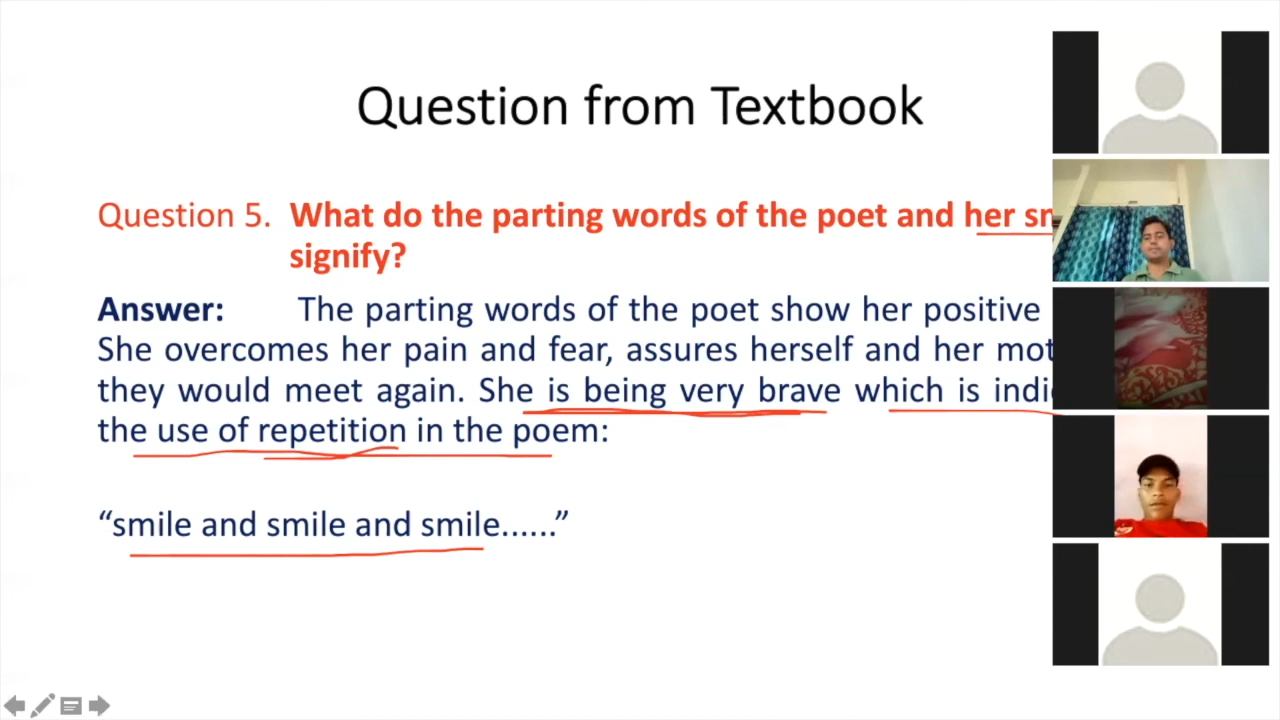 Question from Textbook
Question 5. What do the parting words of the poet and her
signify?
Answer: The parting words of the poet show her positive
She overcomes her pain and fear, assures herself and her
they would meet again. She is being very brave which is
the use of repetition in the poem:
“smile and smile and smile......”